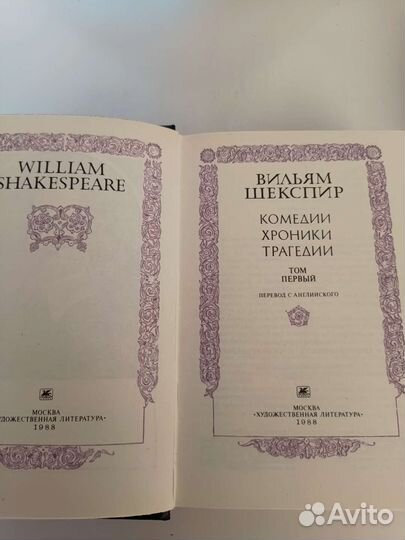 WILLIAM
SHAKESPEARE
МОСКВА
ХУДОЖЕСТВЕННАЯ ЛИТЕРАТУРА»
1988
ВИЛЬЯМ
ШЕКСПИР
КОМЕДИИ
ХРОНИКИ
ТРАГЕДИИ
ТОМ
ПЕРВЫЙ
ПЕРЕВОД С АНГЛИЙСКОГО
МОСКВА
«ХУДОЖЕСТВЕННАЯ ЛИТЕРАТУРА»
1988
Avito